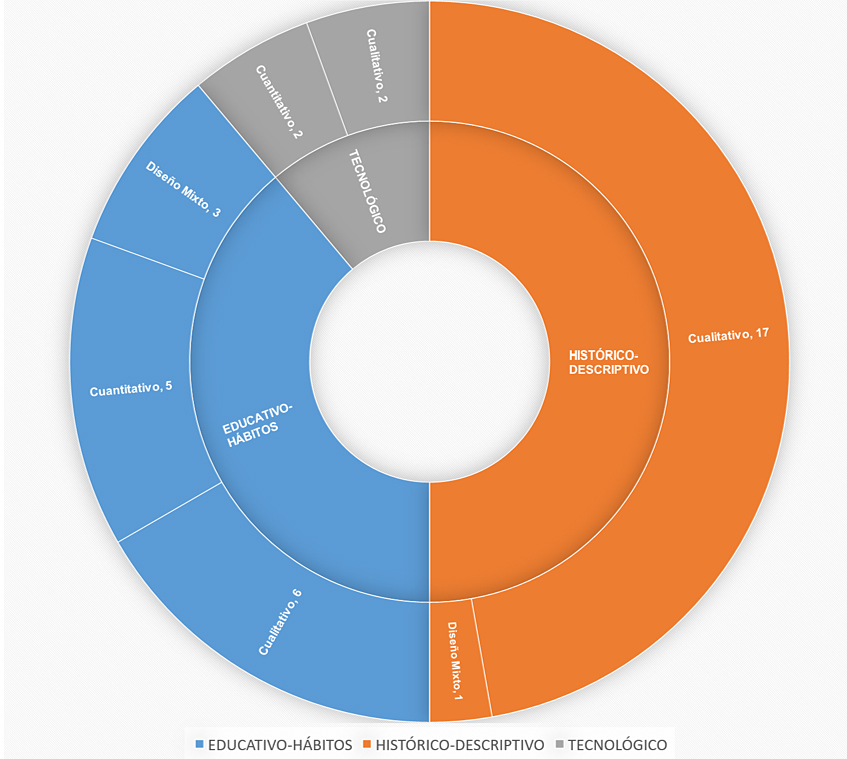 Cualitativo, 2
Cuantitativo, 2
TECNOLÓGICO
Diseño Mixto, 3
Cualitativo, 17
HISTÓRICO-
DESCRIPTIVO
Cuantitativo, 5
EDUCATIVO-
HÁBITOS
Cualitativo, 6
Diseño Mixto, 1
EDUCATIVO-HÁBITOS HISTÓRICO-DESCRIPTIVO TECNOLÓGICO